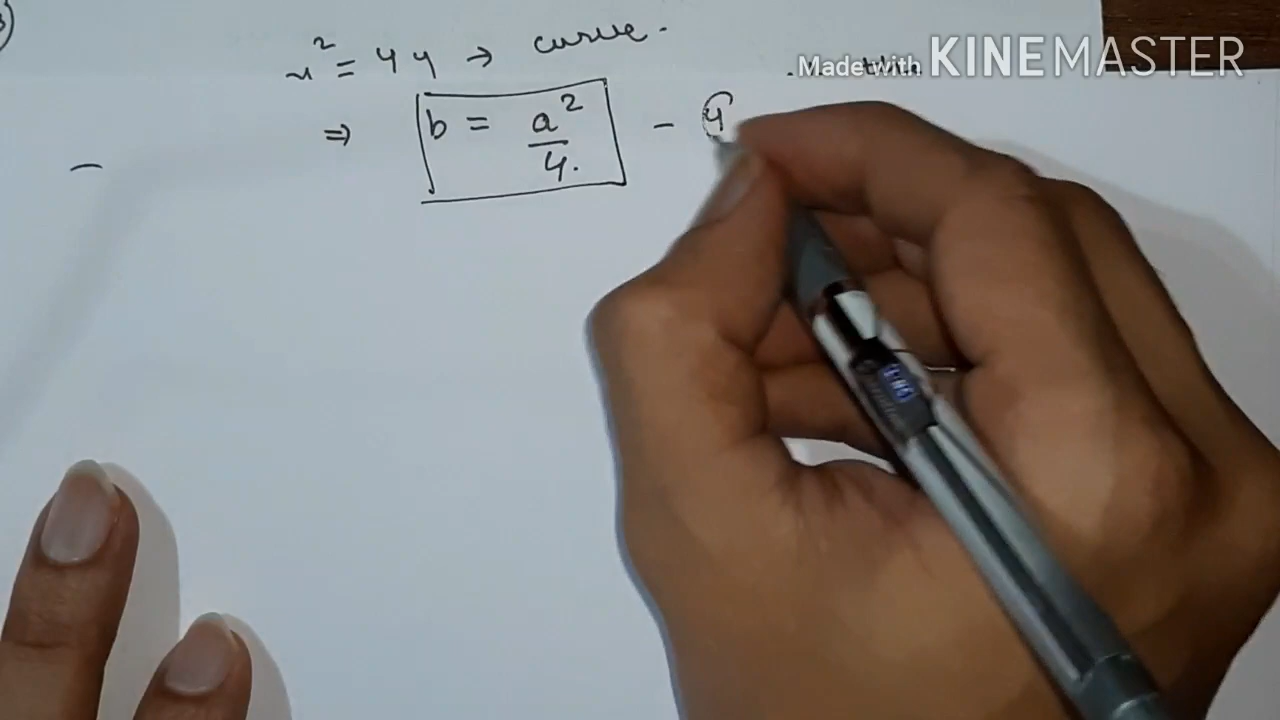 x² = 4y → curve.
Made with KINEMASTER
⇒ b = a²/4. - 4
-